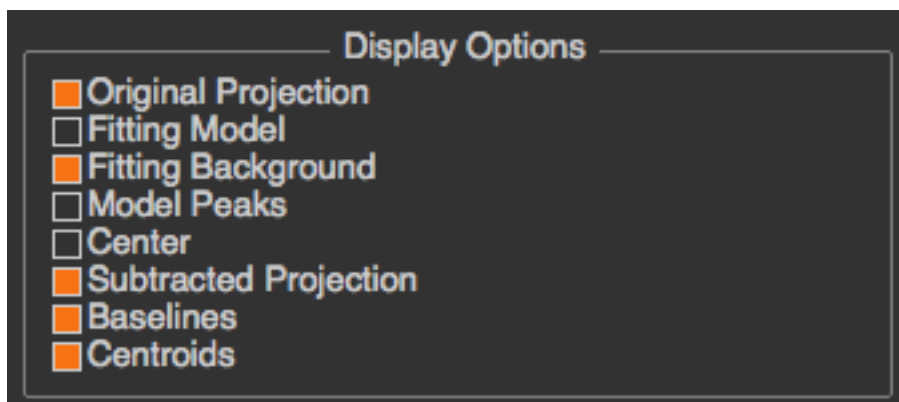 Display Options
Original Projection
Fitting Model
Fitting Background
Model Peaks
Center
Subtracted Projection
Baselines
Centroids